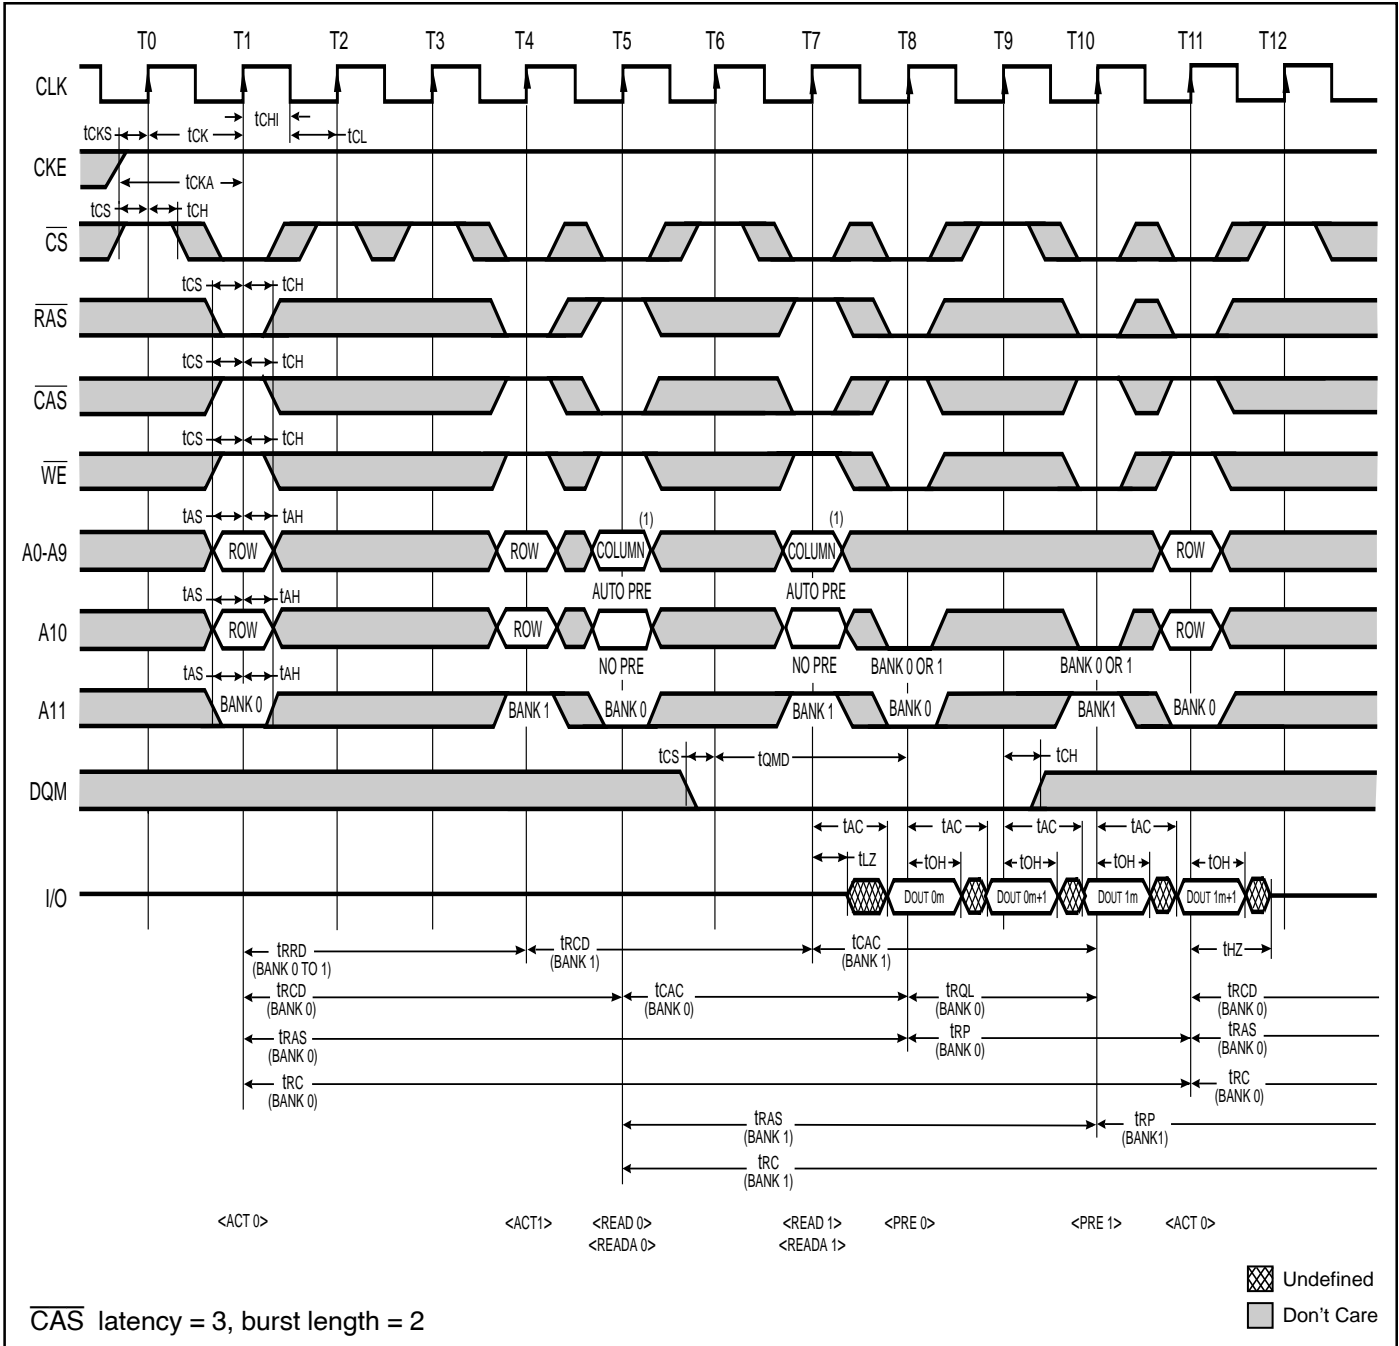 T0 T1 T2 T3 T4 T5 T6 T7 T8 T9 T10 T11 T12
CLK
tCHI
tCKS tCK tCL
CKE
tCKA
tCS tCH
CS
tCS tCH
RAS
tCS tCH
CAS
tCS tCH
WE
tAS tAH (1) (1)
A0-A9 ROW ROW COLUMN COLUMN ROW
AUTO PRE AUTO PRE
tAS tAH
A10 ROW ROW ROW
NO PRE NO PRE BANK 0 OR 1 BANK 0 OR 1
tAS tAH
A11 BANK 0 BANK 1 BANK 0 BANK 1 BANK 0 BANK1 BANK 0
tCS tQMD tCH
DQM
tAC tAC tAC tAC
tLZ tOH tOH tOH tOH
I/O DOUT 0m DOUT 0m+1 DOUT 1m DOUT 1m+1
tRRD tRCD tCAC tHZ
(BANK 0 TO 1) (BANK 1) (BANK 1)
tRCD tCAC tRQL tRCD
(BANK 0) (BANK 0) (BANK 0) (BANK 0)
tRAS tRP tRAS
(BANK 0) (BANK 0) (BANK 0)
tRC tRC
(BANK 0) (BANK 0)
tRAS tRP
(BANK 1) (BANK1)
tRC
(BANK 1)
<ACT 0> <ACT1> <READ 0> <READ 1> <PRE 0> <PRE 1> <ACT 0>
<READA 0> <READA 1>
Undefined
Don't Care
CAS latency = 3, burst length = 2